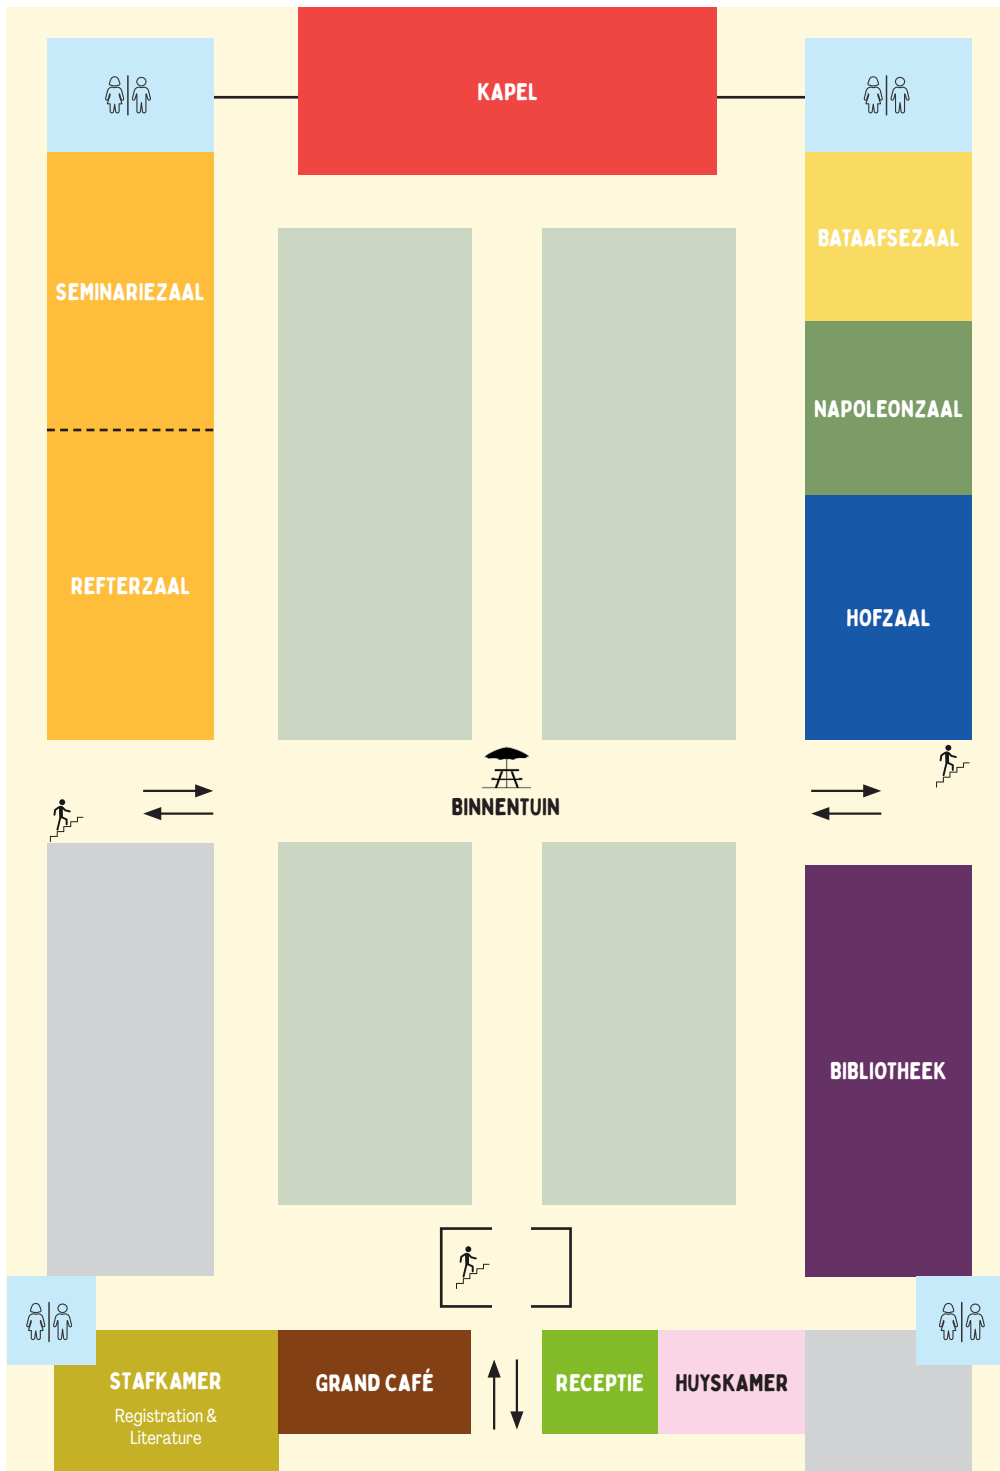 KAPEL
BATAAFSEZAAL
SEMINARIEZAAL
NAPOLEONZAAL
REFTERZAAL
HOFZAAL
BINNENTUIN
BIBLIOTHEEK
STAFKAMER
Registration &
Literature
GRAND CAFÉ
RECEPTIE
HUYSKAMER